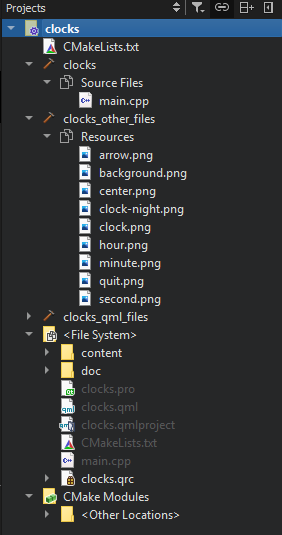 Projects
clocks
CMakeLists.txt
clocks
Source Files
main.cpp
clocks_other_files
Resources
arrow.png
background.png
center.png
clock-night.png
clock.png
hour.png
minute.png
quit.png
second.png
clocks_qml_files
<File System>
content
doc
clocks.pro
clocks.qml
clocks.qmlproject
CMakeLists.txt
main.cpp
clocks.qrc
CMake Modules
<Other Locations>